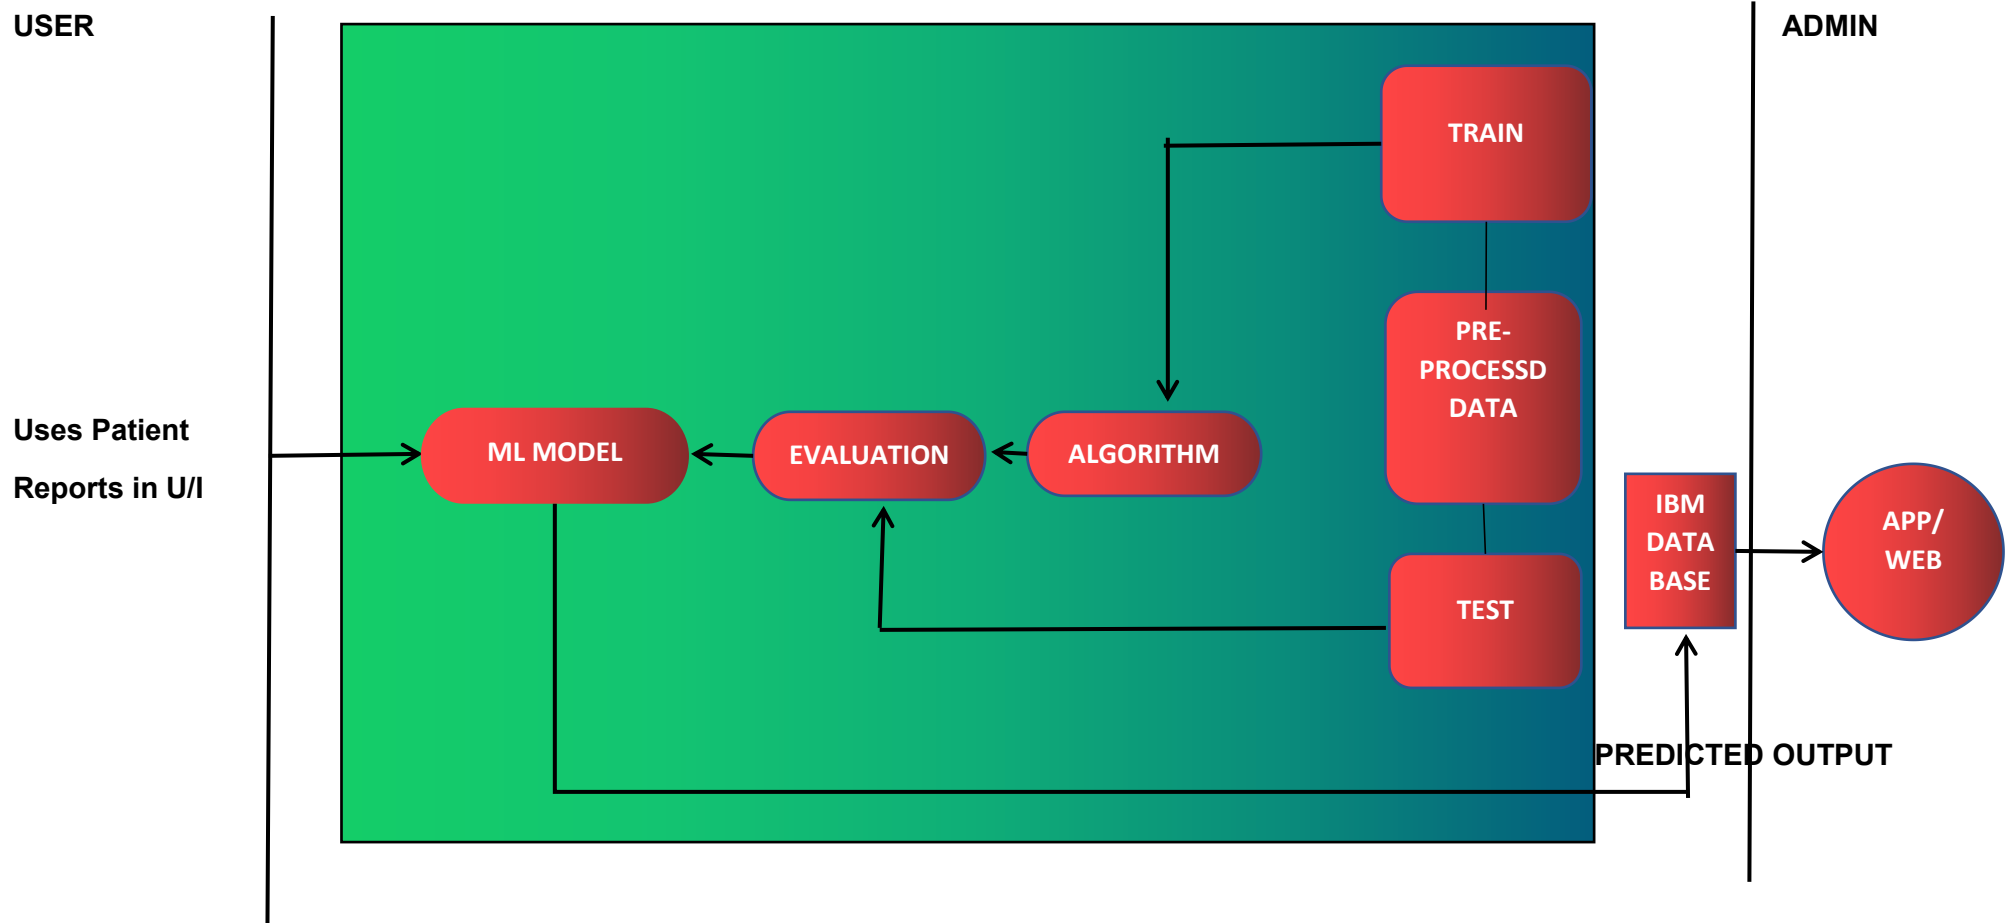 USER
ADMIN
TRAIN
PRE-
PROCESSD
DATA
Uses Patient
Reports in U/I
ML MODEL
EVALUATION
ALGORITHM
IBM
DATA
BASE
APP/
WEB
TEST
PREDICTED OUTPUT